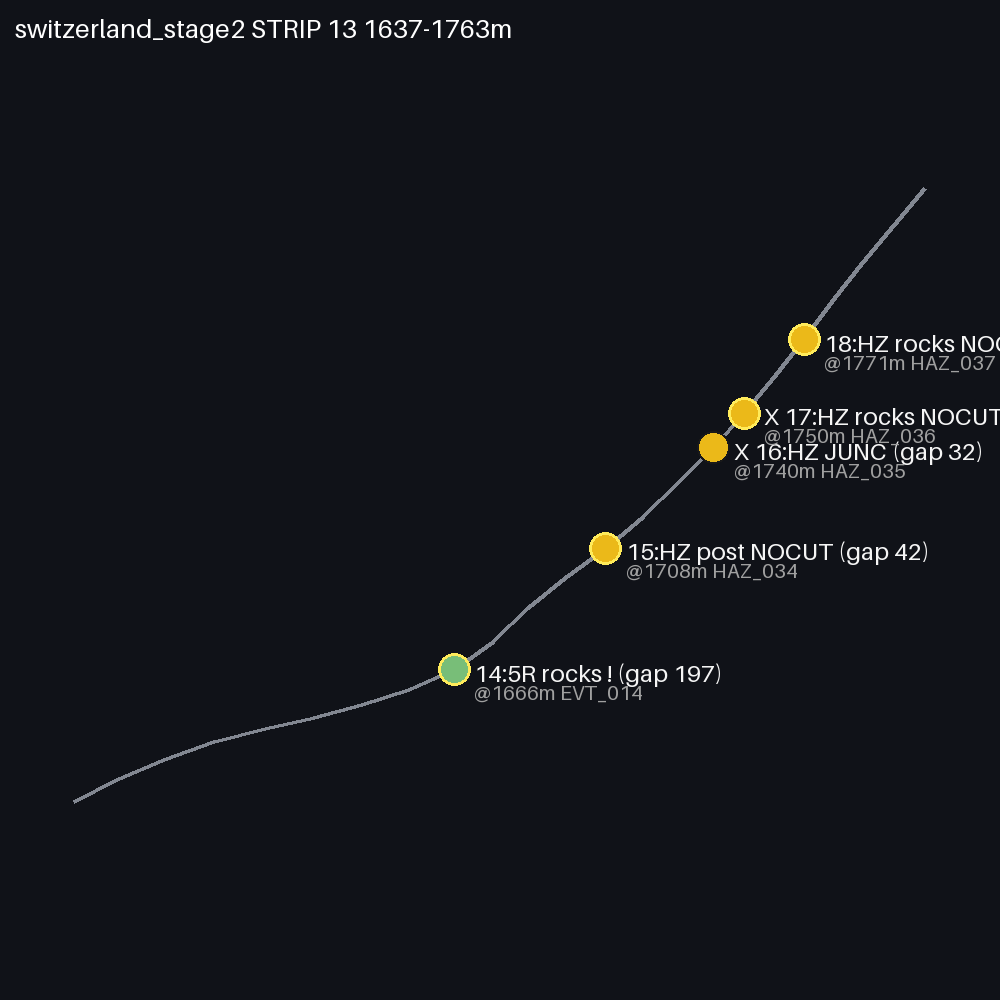 switzerland_stage2 STRIP 13 1637-1763m
18:HZ rocks NOC
@1771m HAZ_037
X 17:HZ rocks NOCUT
@1750m HAZ_036
X 16:HZ JUNC (gap 32)
@1740m HAZ_035
15:HZ post NOCUT (gap 42)
@1708m HAZ_034
14:5R rocks ! (gap 197)
@1666m EVT_014